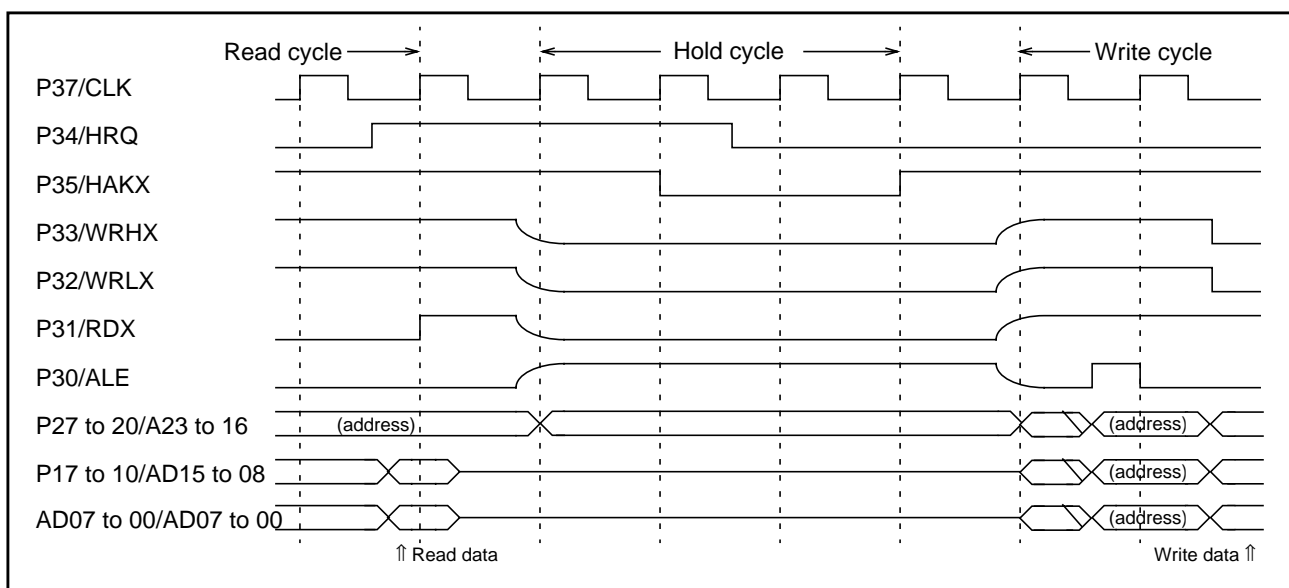 Read cycle Hold cycle Write cycle
P37/CLK
P34/HRQ
P35/HAKX
P33/WRHX
P32/WRLX
P31/RDX
P30/ALE
P27 to 20/A23 to 16 (address) (address)
P17 to 10/AD15 to 08 (address)
AD07 to 00/AD07 to 00 (address)
⇑ Read data Write data ⇑